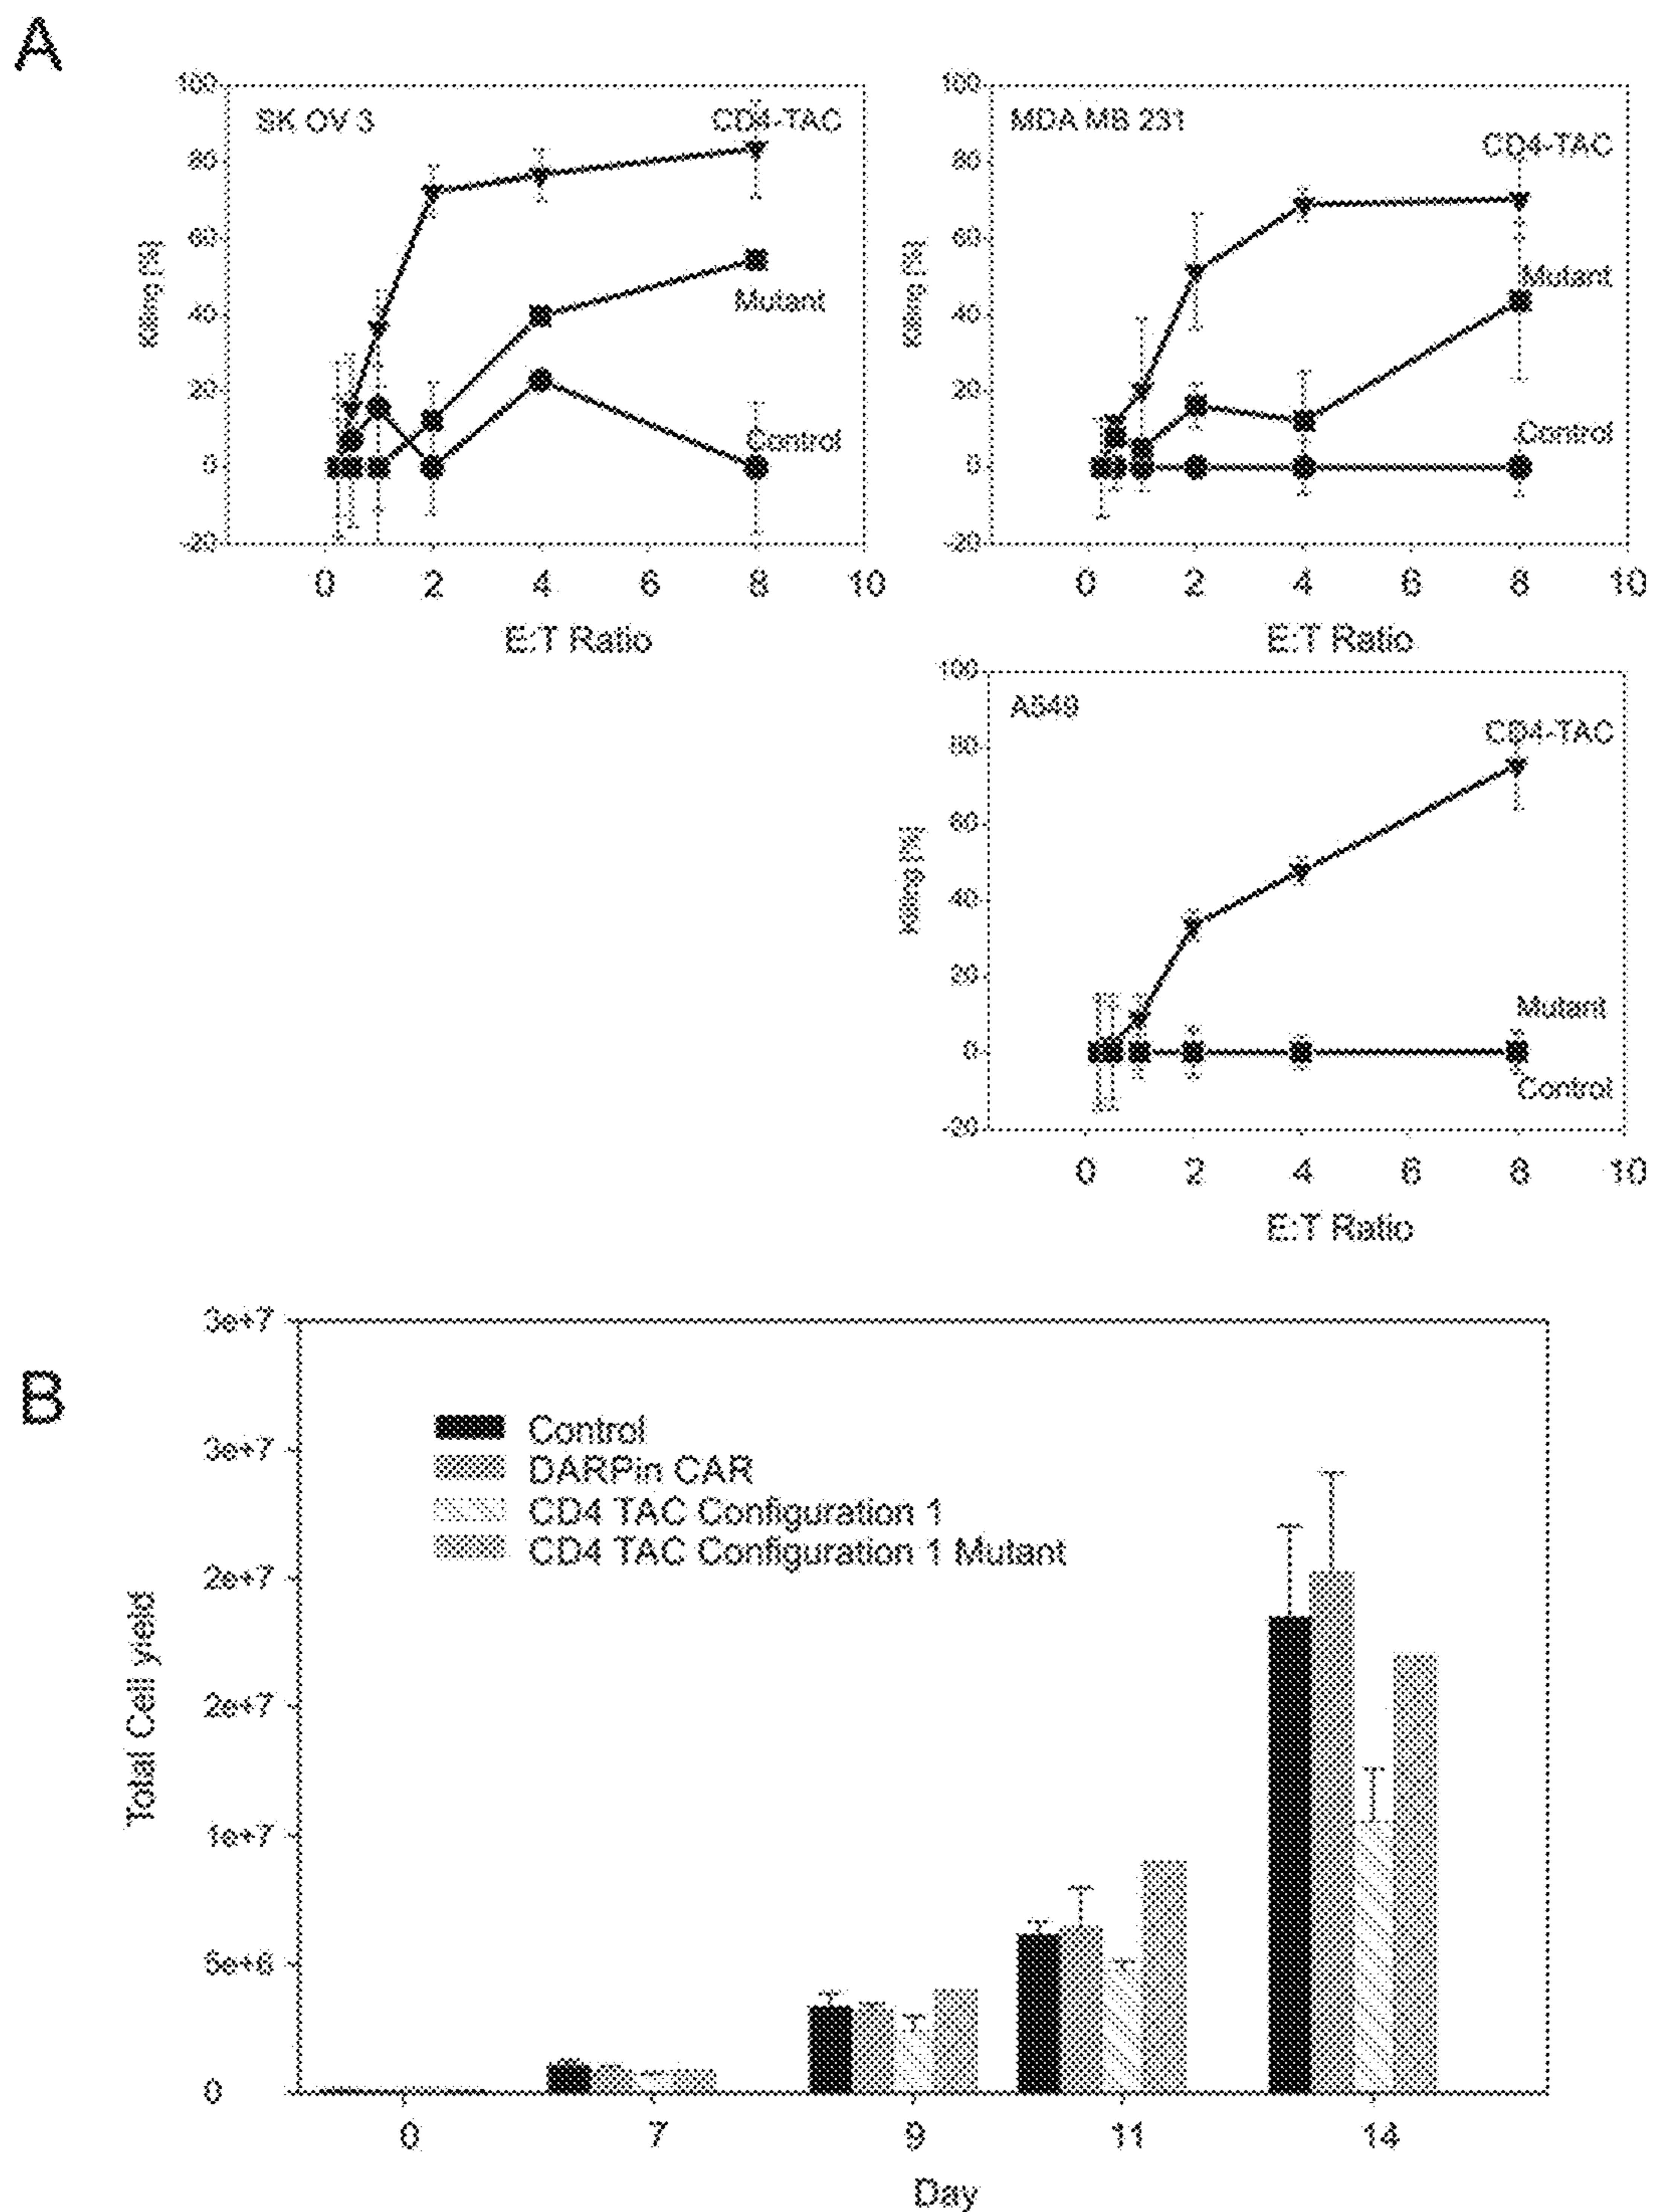 A
100
80
60
40
20
0
-20
Killing [%]
SK OV 3
CD4-TAC
Mutant
Control
0 2 4 6 8 10
E:T Ratio
100
80
60
40
20
0
-20
Killing [%]
MDA MB 231
CD4-TAC
Mutant
Control
0 2 4 6 8 10
E:T Ratio
100
80
60
40
20
0
-20
Killing [%]
A549
CD4-TAC
Mutant
Control
0 2 4 6 8 10
E:T Ratio
B
3e+7
3e+7
2e+7
2e+7
1e+7
5e+6
0
Total Cell yield
Control
DARPin CAR
CD4 TAC Configuration 1
CD4 TAC Configuration 1 Mutant
0 7 9 11 14
Day